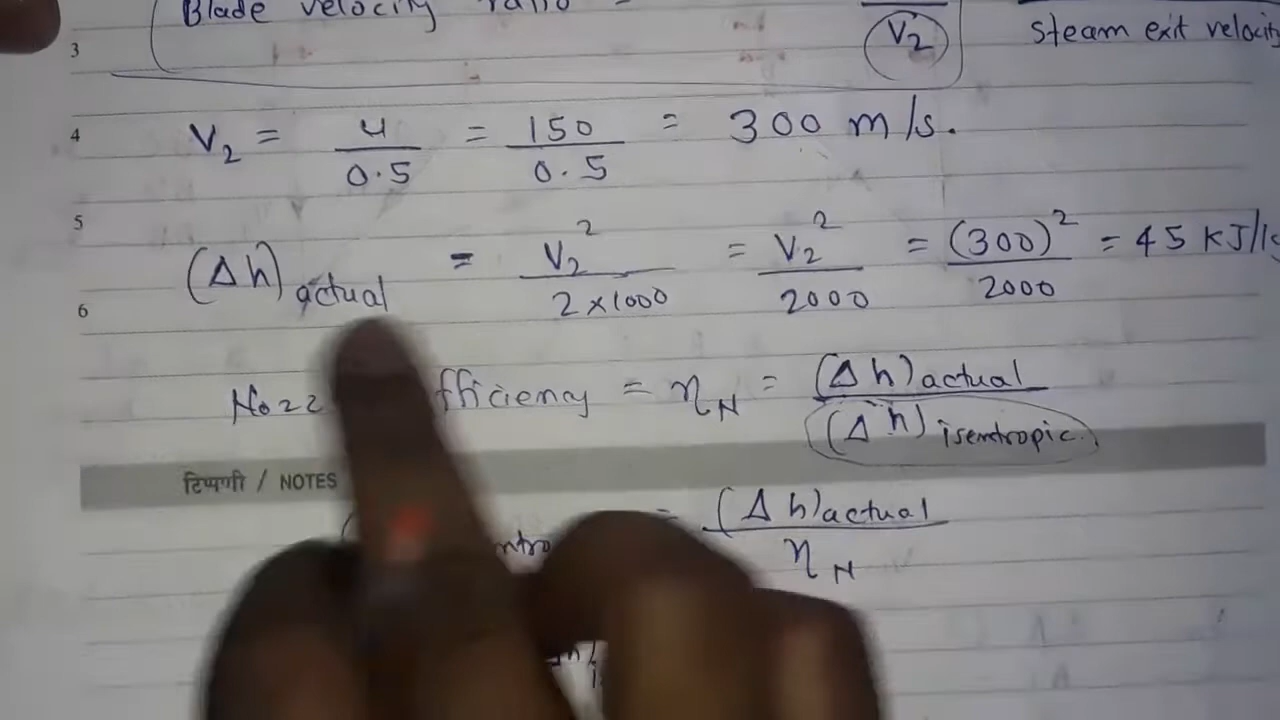 Blade velocity ratio =
V2
steam exit velocity
3
4
V2 = u / 0.5 = 150 / 0.5 = 300 m/s.
5
(Δh) actual = V2² / 2×1000 = V2² / 2000 = (300)² / 2000 = 45 KJ/
6
fficiency = ηN = (Δh) actual / (Δh) isentropic.
टिप्पणी / NOTES
= (Δh) actual / ηN